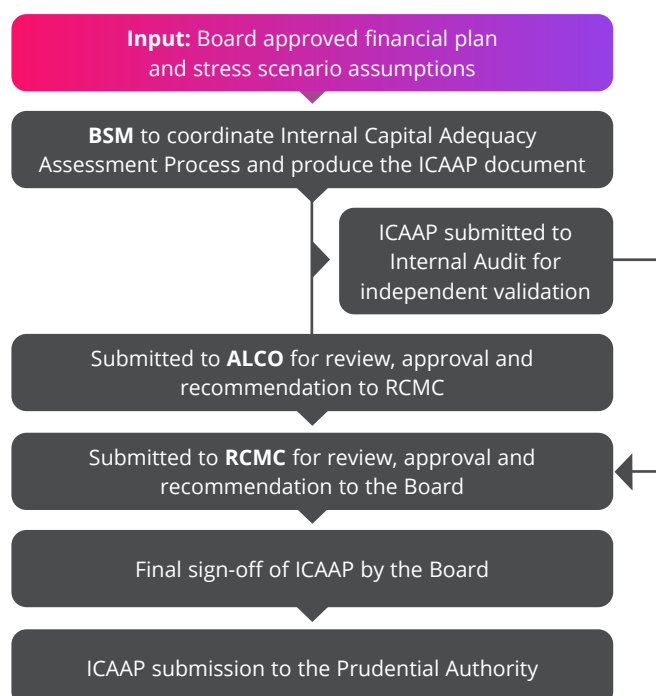 Input: Board approved financial plan
and stress scenario assumptions
BSM to coordinate Internal Capital Adequacy
Assessment Process and produce the ICAAP document
ICAAP submitted to
Internal Audit for
independent validation
Submitted to ALCO for review, approval and
recommendation to RCMC
Submitted to RCMC for review, approval and
recommendation to the Board
Final sign-off of ICAAP by the Board
ICAAP submission to the Prudential Authority